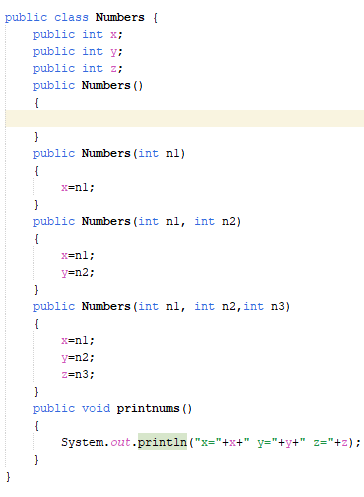 public class Numbers {
public int x;
public int y;
public int z;
public Numbers()
{
}
public Numbers(int n1)
{
x=n1;
}
public Numbers(int n1, int n2)
{
x=n1;
y=n2;
}
public Numbers(int n1, int n2,int n3)
{
x=n1;
y=n2;
z=n3;
}
public void printnums()
{
System.out.println("x="+x+" y="+y+" z="+z);
}
}